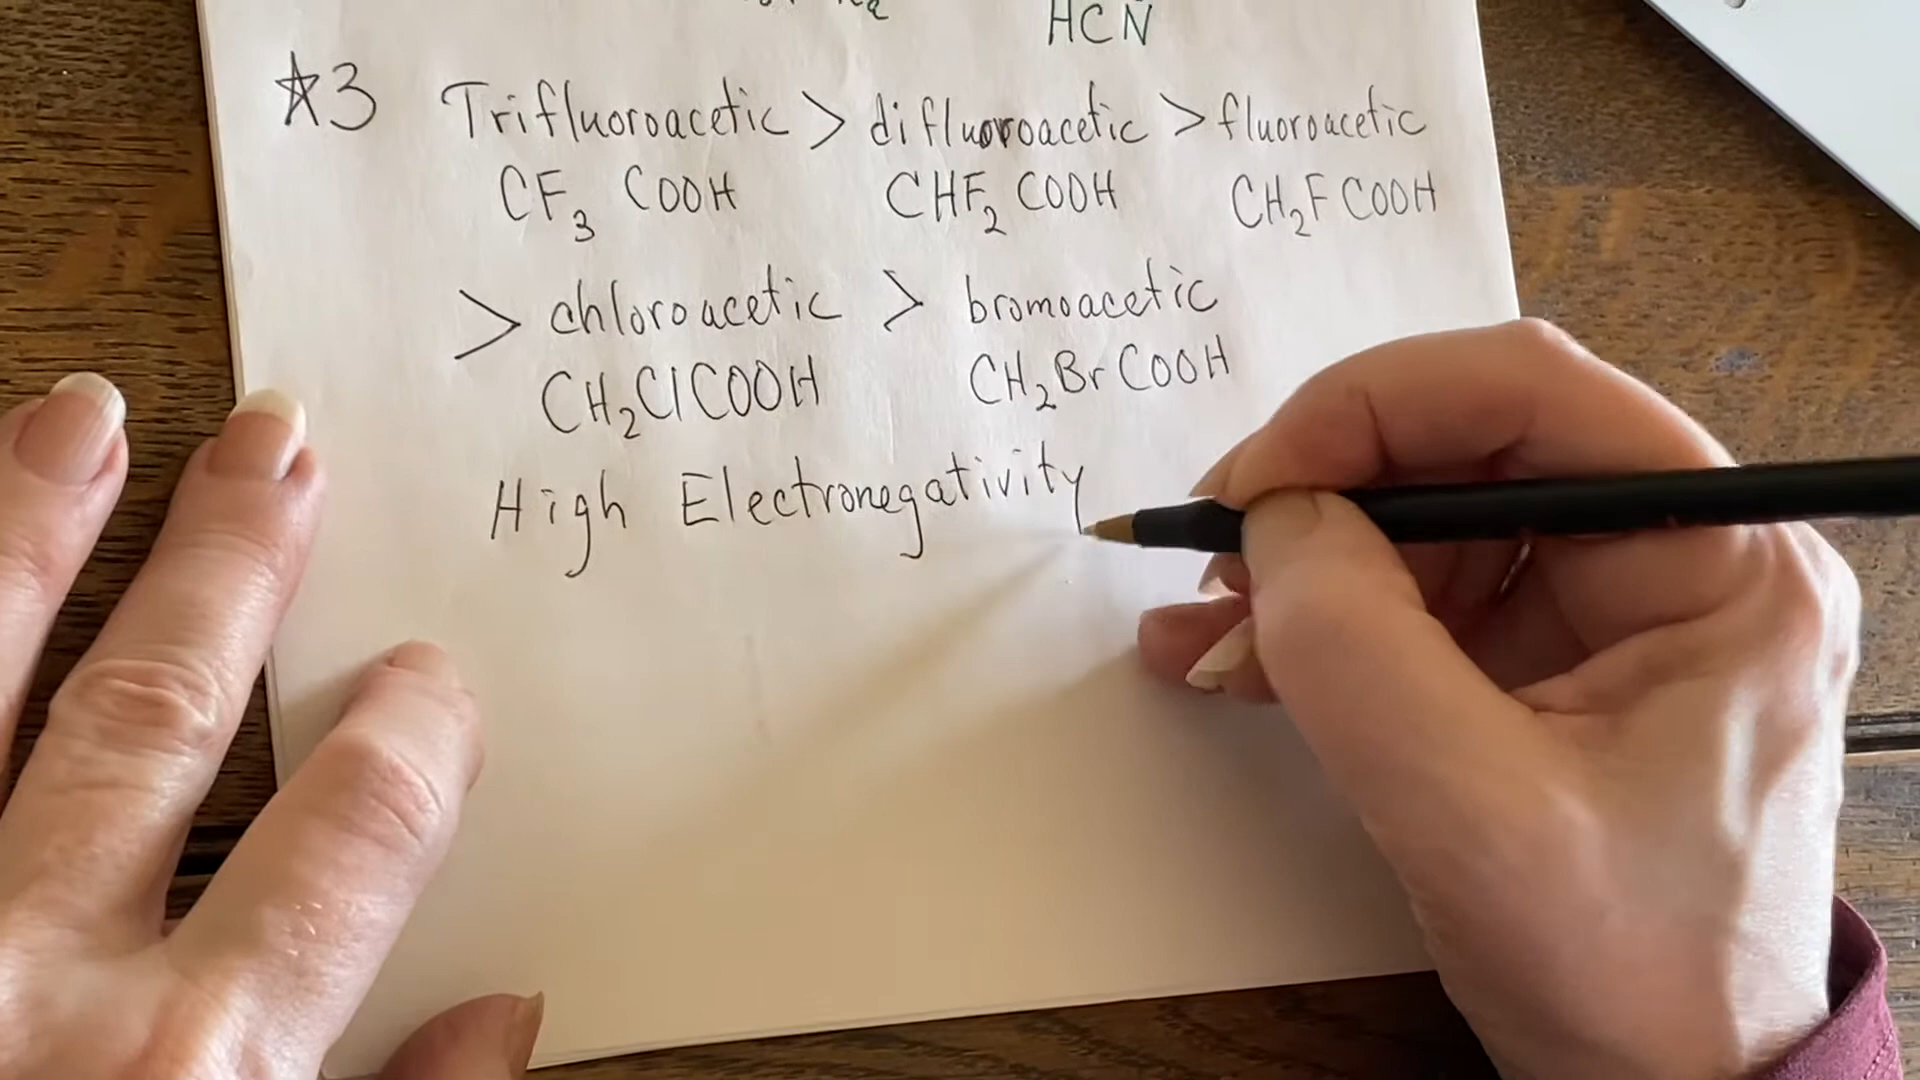 HCN
☆3 Trifluoroacetic > difluoroacetic > fluoroacetic
CF₃ COOH CHF₂ COOH CH₂F COOH
> chloroacetic > bromoacetic
CH₂ClCOOH CH₂Br COOH
High Electronegativity